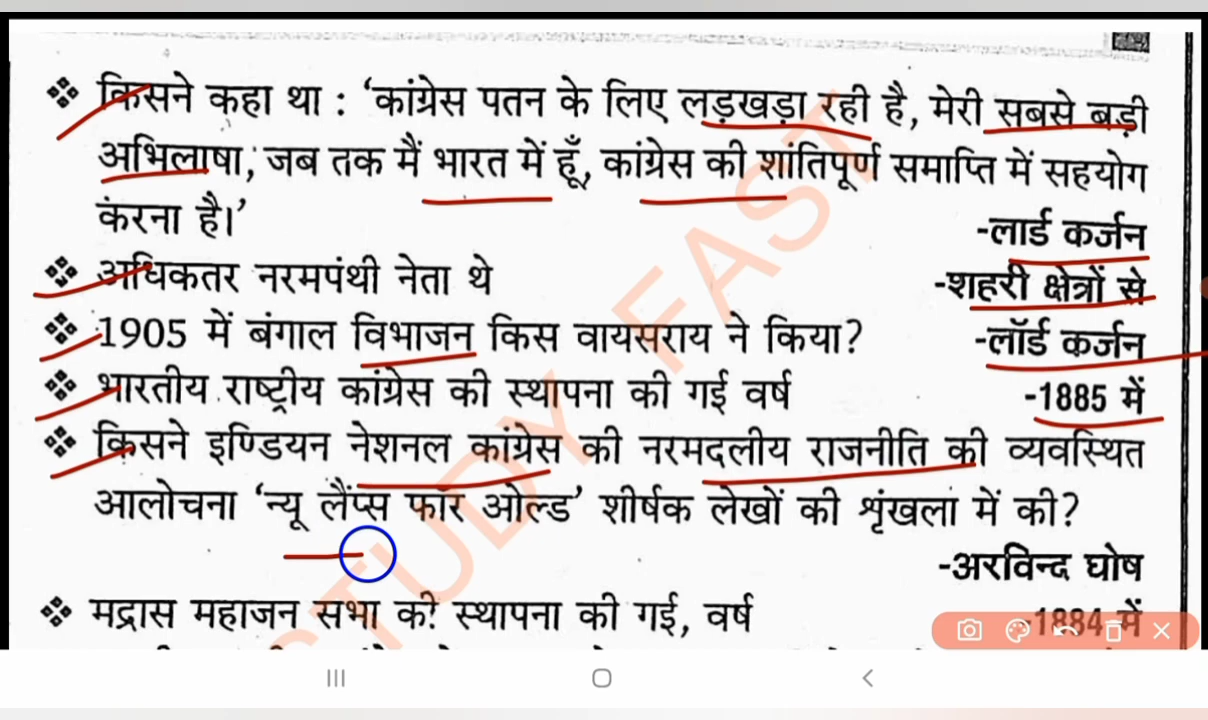 ❖ किसने कहा था : ‘कांग्रेस पतन के लिए लड़खड़ा रही है, मेरी सबसे बड़ी
अभिलाषा, जब तक मैं भारत में हूँ, कांग्रेस की शांतिपूर्ण समाप्ति में सहयोग
करना है।’
-लार्ड कर्जन
❖ अधिकतर नरमपंथी नेता थे -शहरी क्षेत्रों से
❖ 1905 में बंगाल विभाजन किस वायसराय ने किया? -लॉर्ड कर्जन
❖ भारतीय राष्ट्रीय कांग्रेस की स्थापना की गई वर्ष -1885 में
❖ किसने इण्डियन नेशनल कांग्रेस की नरमदलीय राजनीति की व्यवस्थित
आलोचना ‘न्यू लैंप्स फॉर ओल्ड’ शीर्षक लेखों की शृंखला में की?
-अरविन्द घोष
❖ मद्रास महाजन सभा की स्थापना की गई, वर्ष -1884 में
STUDY FAST